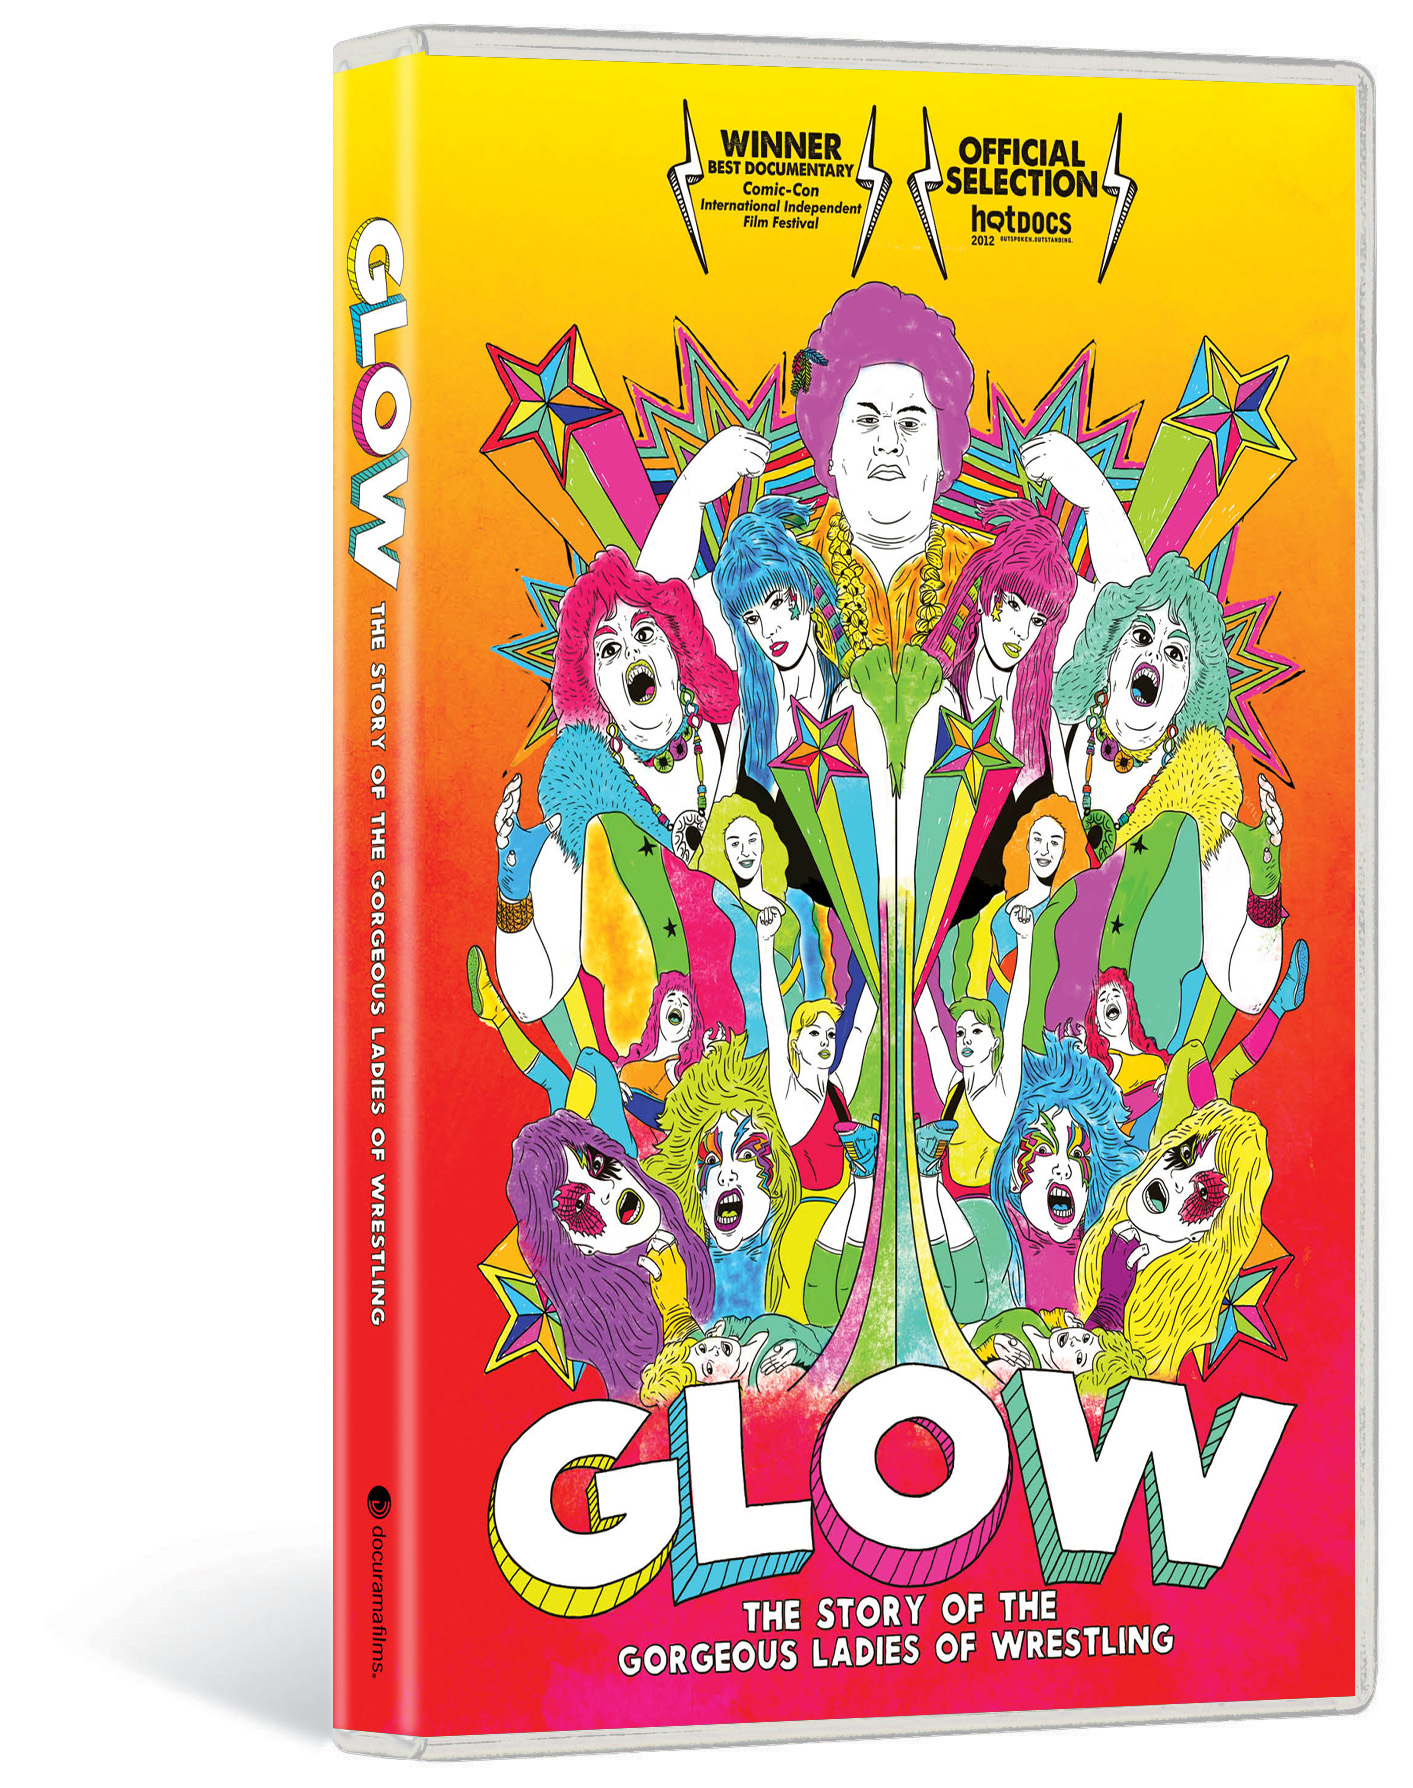 WINNER
BEST DOCUMENTARY
Comic-Con
International Independent
Film Festival
OFFICIAL
SELECTION
hotDOCS
2012 OUTSPOKEN.OUTSTANDING.
GLOW
THE STORY OF THE
GORGEOUS LADIES OF WRESTLING
GLOW THE STORY OF THE GORGEOUS LADIES OF WRESTLING
docuramafilms.